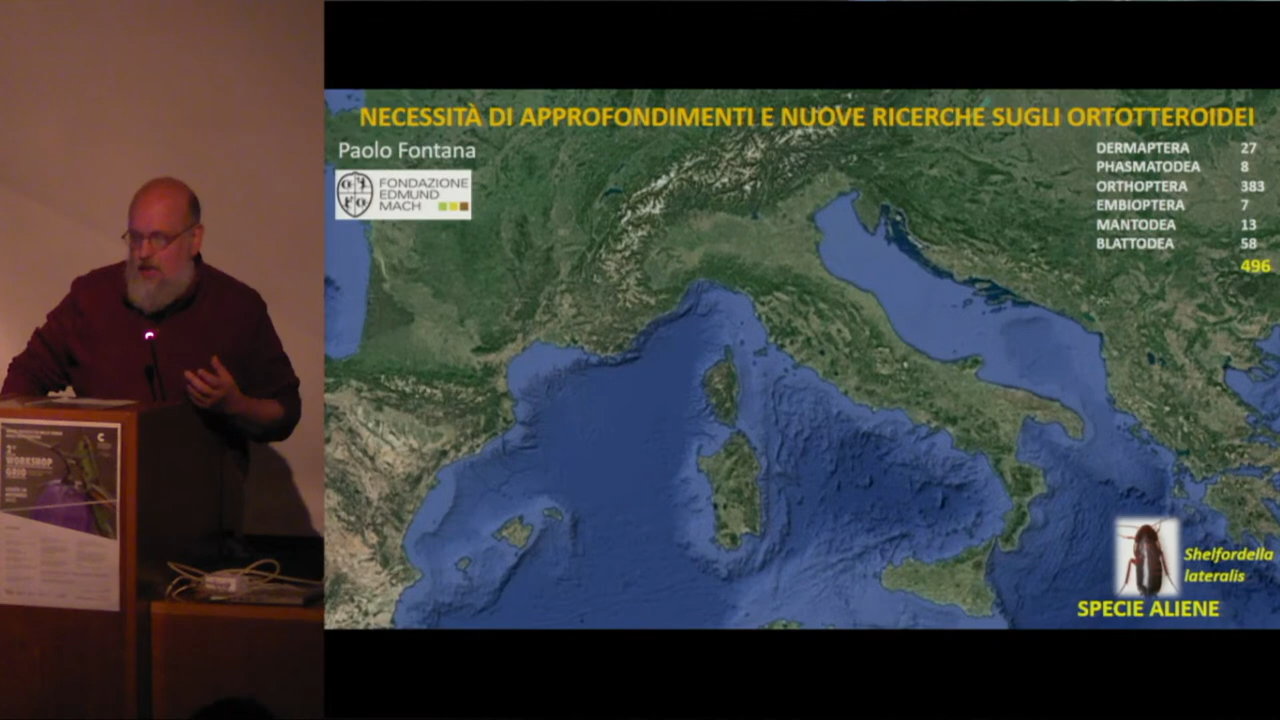 NECESSITÀ DI APPROFONDIMENTI E NUOVE RICERCHE SUGLI ORTOTTEROIDEI
Paolo Fontana
FONDAZIONE
EDMUND
MACH
DERMAPTERA 27
PHASMATODEA 8
ORTHOPTERA 383
EMBIOPTERA 7
MANTODEA 13
BLATTODEA 58
496
Shelfordella
lateralis
SPECIE ALIENE
WORKSHOP